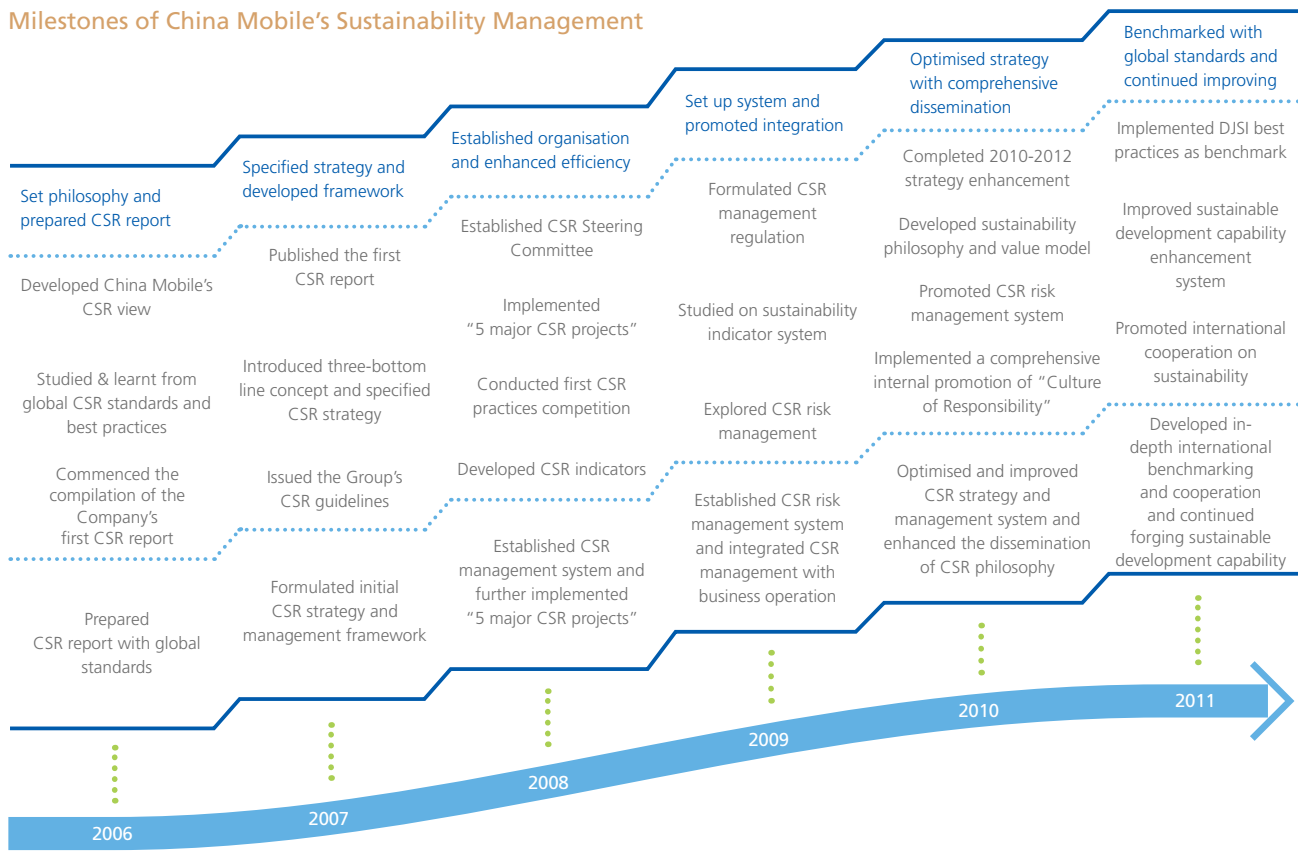 Milestones of China Mobile's Sustainability Management
Set philosophy and
prepared CSR report
Developed China Mobile's
CSR view
Studied & learnt from
global CSR standards and
best practices
Commenced the
compilation of the
Company's
first CSR report
Prepared
CSR report with global
standards
2006
Specified strategy and
developed framework
Published the first
CSR report
Introduced three-bottom
line concept and specified
CSR strategy
Issued the Group's
CSR guidelines
Formulated initial
CSR strategy and
management framework
2007
Established organisation
and enhanced efficiency
Established CSR Steering
Committee
Implemented
“5 major CSR projects”
Conducted first CSR
practices competition
Developed CSR indicators
Established CSR
management system and
further implemented
“5 major CSR projects”
2008
Set up system and
promoted integration
Formulated CSR
management
regulation
Studied on sustainability
indicator system
Explored CSR risk
management
Established CSR risk
management system
and integrated CSR
management with
business operation
2009
Optimised strategy
with comprehensive
dissemination
Completed 2010-2012
strategy enhancement
Developed sustainability
philosophy and value model
Promoted CSR risk
management system
Implemented a comprehensive
internal promotion of “Culture
of Responsibility”
Optimised and improved
CSR strategy and
management system and
enhanced the dissemination
of CSR philosophy
2010
Benchmarked with
global standards and
continued improving
Implemented DJSI best
practices as benchmark
Improved sustainable
development capability
enhancement
system
Promoted international
cooperation on
sustainability
Developed in-
depth international
benchmarking
and cooperation
and continued
forging sustainable
development capability
2011